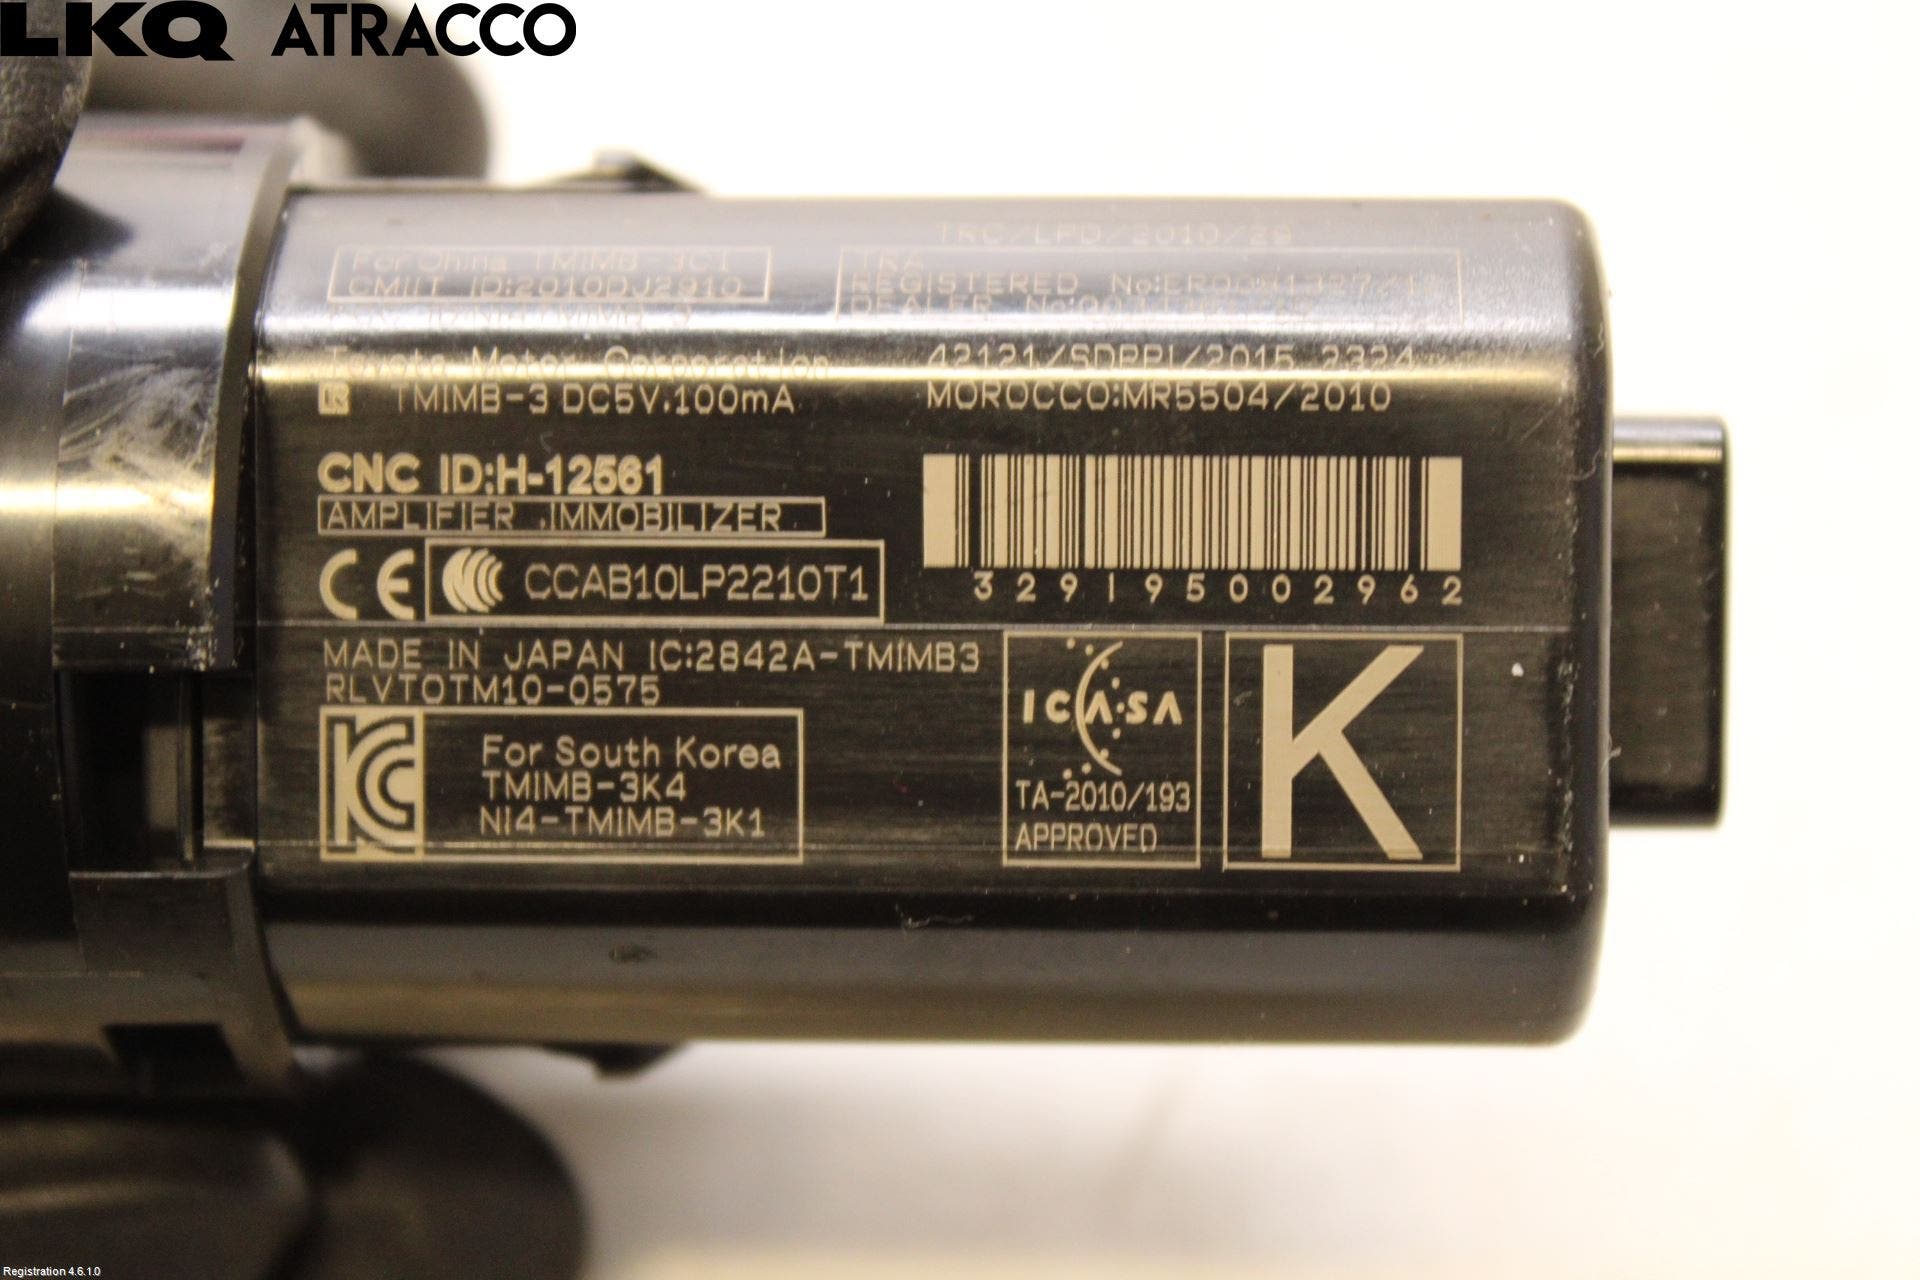 LKQ ATRACCO
TRC/LPD/2010/29
For China TMIMB-3C1
CMIIT ID:2010DJ2910
TRA
REGISTERED No:
DEALER No:
Toyota Motor Corporation
TMIMB-3 DC5V,100mA
42121/SDPPI/2015 2324
MOROCCO:MR5504/2010
CNC ID:H-12561
AMPLIFIER ,IMMOBILIZER
CE CCAB10LP2210T1
329195002962
MADE IN JAPAN IC:2842A-TMIMB3
RLVTOTM10-0575
For South Korea
TMIMB-3K4
NI4-TMIMB-3K1
ICASA
TA-2010/193
APPROVED
K
Registration 4.6.1.0